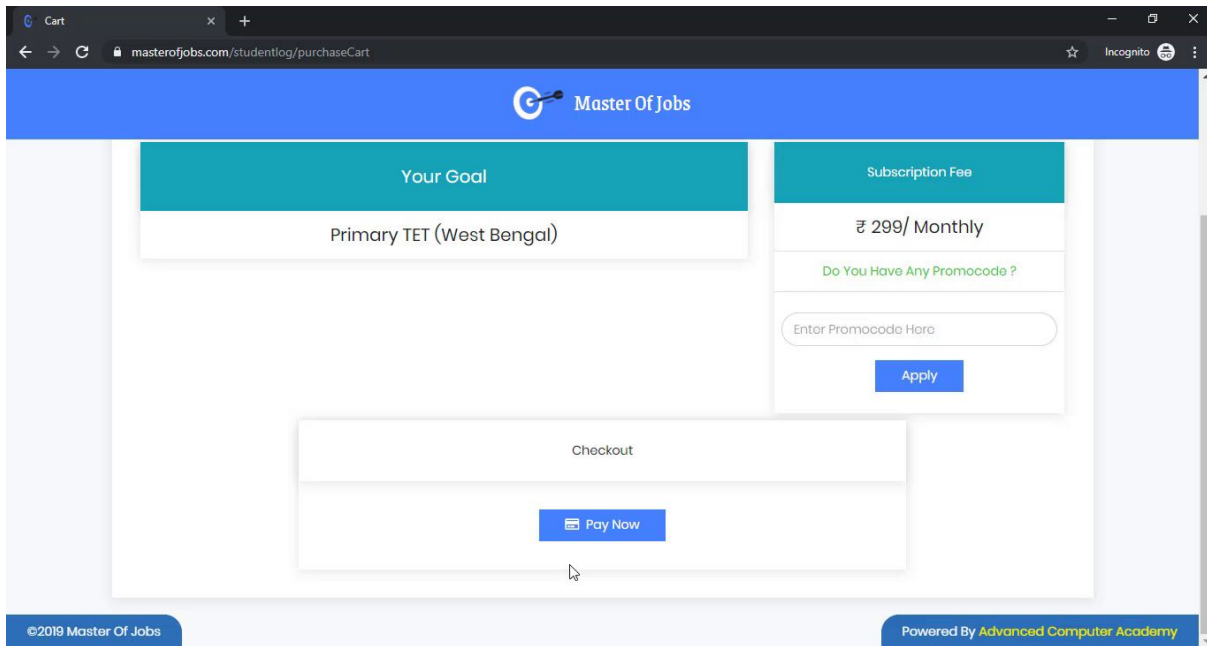 Cart
masterofjobs.com/studentlog/purchaseCart
Incognito
Master Of Jobs
Your Goal
Primary TET (West Bengal)
Subscription Fee
₹ 299/ Monthly
Do You Have Any Promocode ?
Enter Promocode Here
Apply
Checkout
Pay Now
©2019 Master Of Jobs
Powered By Advanced Computer Academy